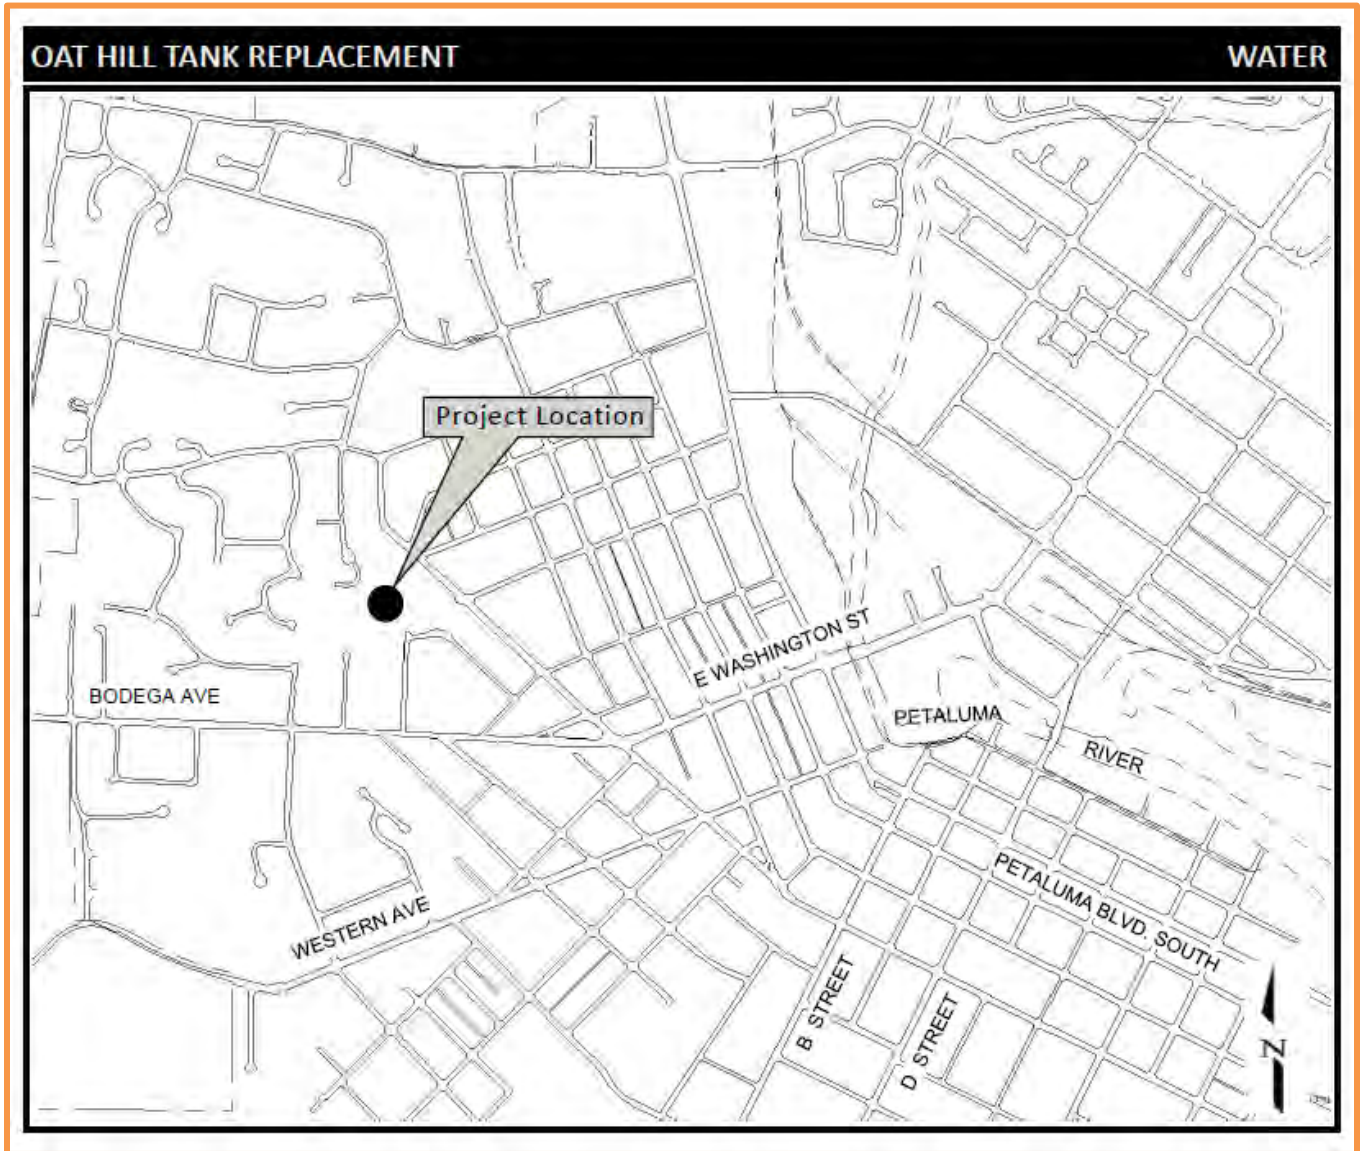 OAT HILL TANK REPLACEMENT
WATER
Project Location
E WASHINGTON ST
BODEGA AVE
PETALUMA
RIVER
PETALUMA BLVD. SOUTH
WESTERN AVE
B STREET
D STREET
N